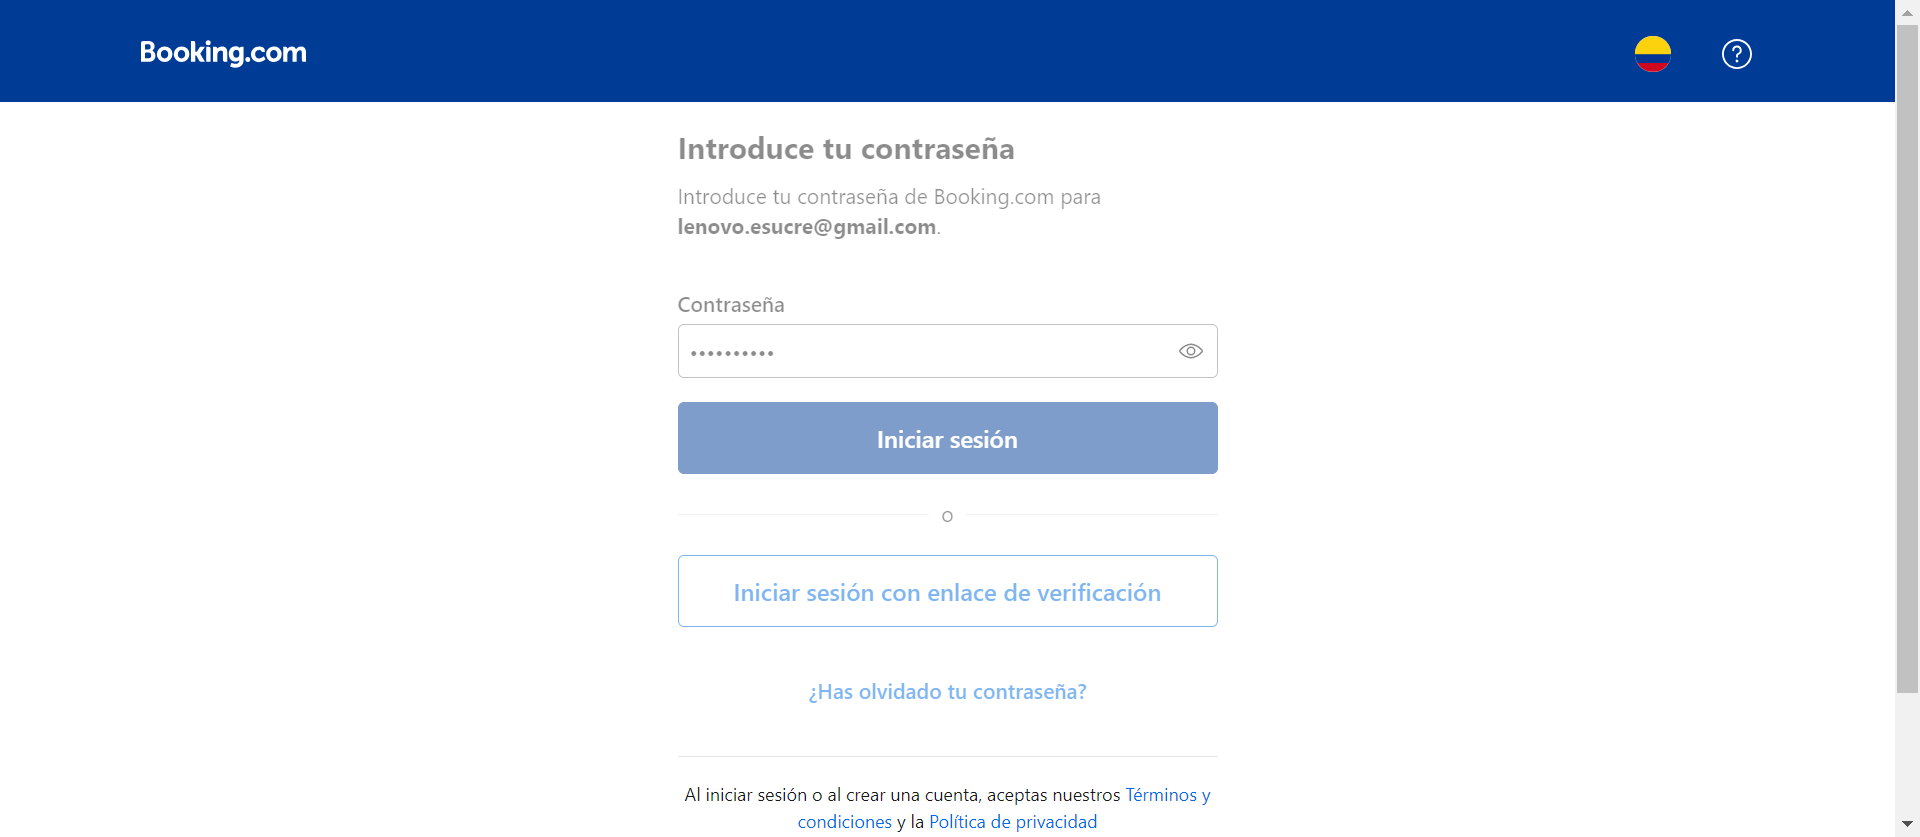 Booking.com
Introduce tu contraseña
Introduce tu contraseña de Booking.com para
lenovo.esucre@gmail.com.
Contraseña
••••••••••
Iniciar sesión
o
Iniciar sesión con enlace de verificación
¿Has olvidado tu contraseña?
Al iniciar sesión o al crear una cuenta, aceptas nuestros Términos y
condiciones y la Política de privacidad